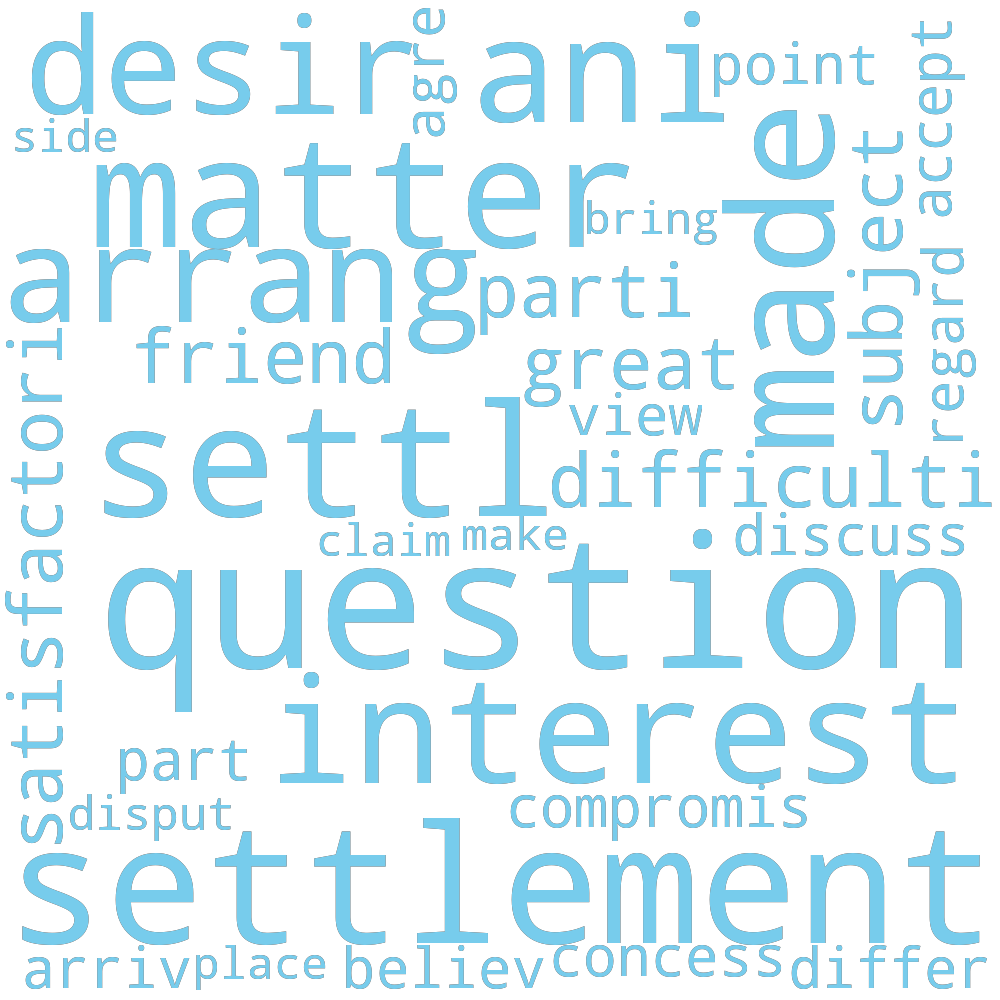 desir
ani
agre
point
accept
side
matter
made
subject
bring
arrang
parti
regard
friend
great
view
satisfactori
settl
difficulti
claim
make
discuss
question
interest
part
disput
compromis
settlement
arriv
place
believ
concess
differ